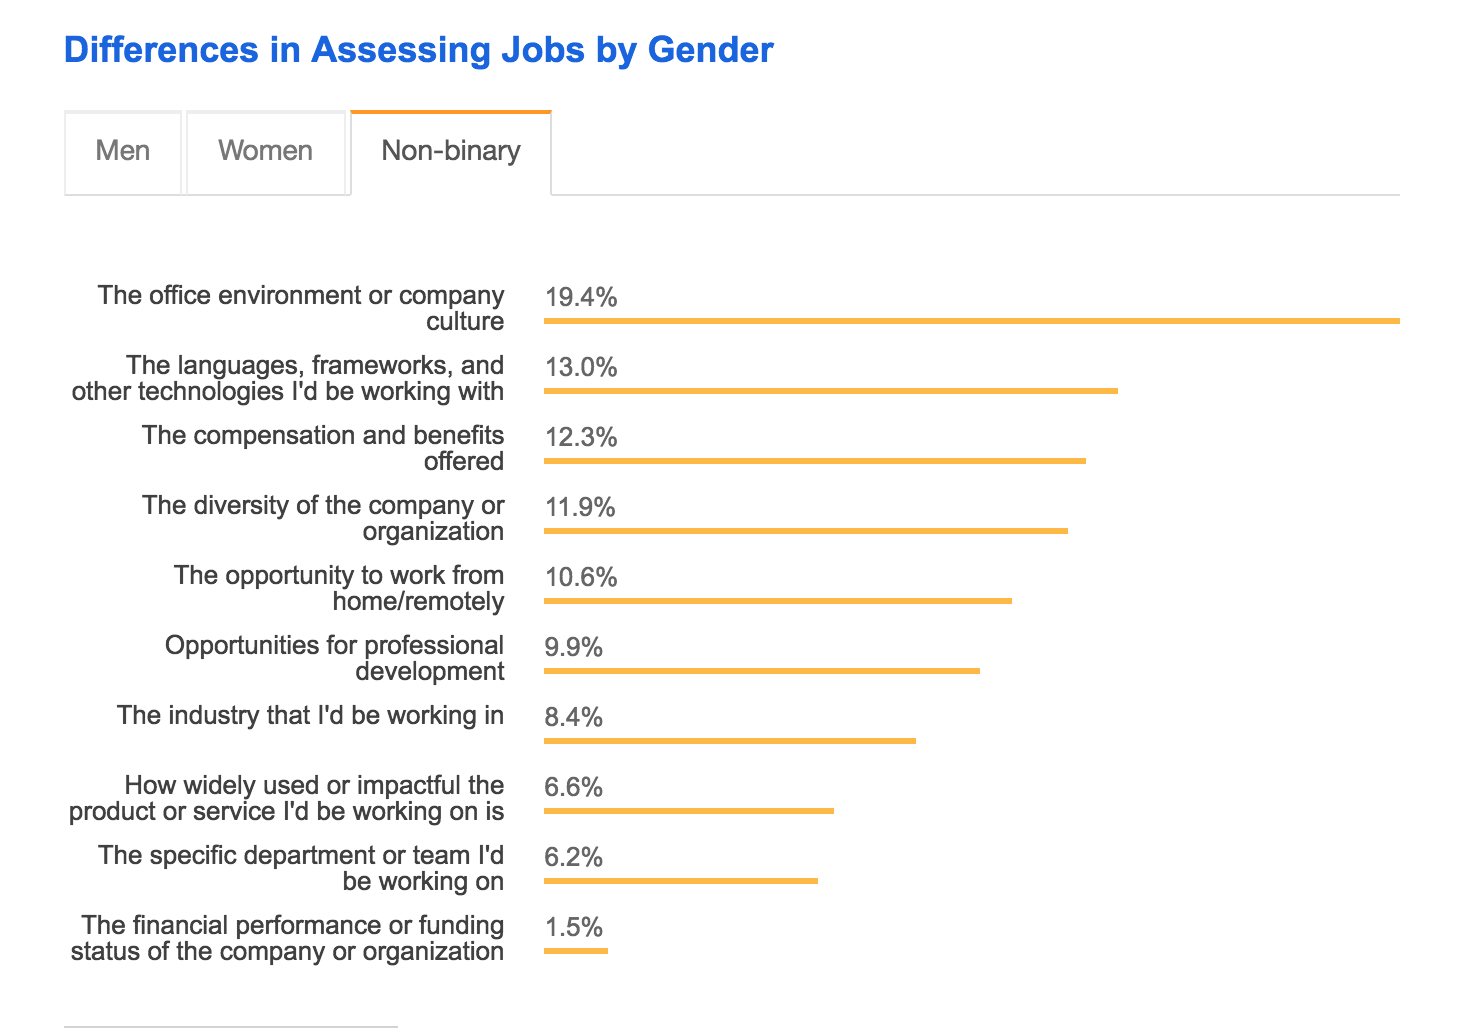 Differences in Assessing Jobs by Gender
Men
Women
Non-binary
The office environment or company
culture
19.4%
The languages, frameworks, and
other technologies I'd be working with
13.0%
The compensation and benefits
offered
12.3%
The diversity of the company or
organization
11.9%
The opportunity to work from
home/remotely
10.6%
Opportunities for professional
development
9.9%
The industry that I'd be working in
8.4%
How widely used or impactful the
product or service I'd be working on is
6.6%
The specific department or team I'd
be working on
6.2%
The financial performance or funding
status of the company or organization
1.5%